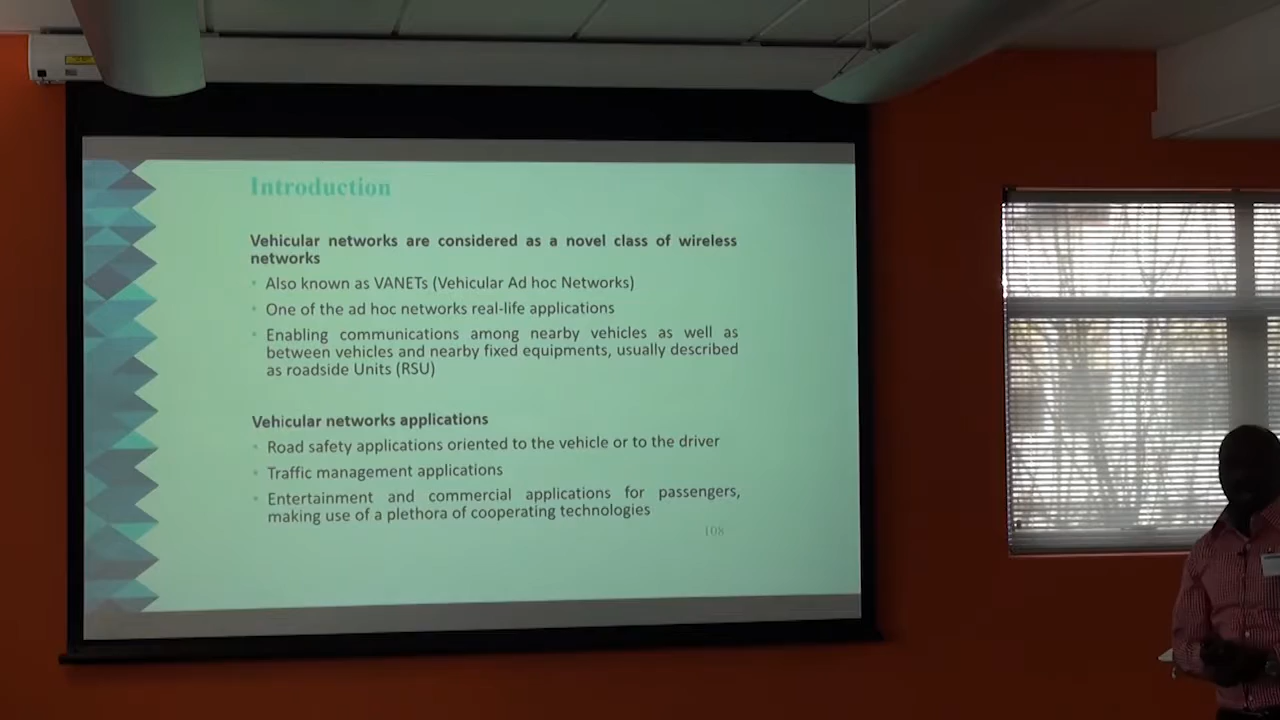 Introduction
Vehicular networks are considered as a novel class of wireless
networks
Also known as VANETs (Vehicular Ad hoc Networks)
One of the ad hoc networks real-life applications
Enabling communications among nearby vehicles as well as
between vehicles and nearby fixed equipments, usually described
as roadside Units (RSU)
Vehicular networks applications
Road safety applications oriented to the vehicle or to the driver
Traffic management applications
Entertainment and commercial applications for passengers,
making use of a plethora of cooperating technologies
108